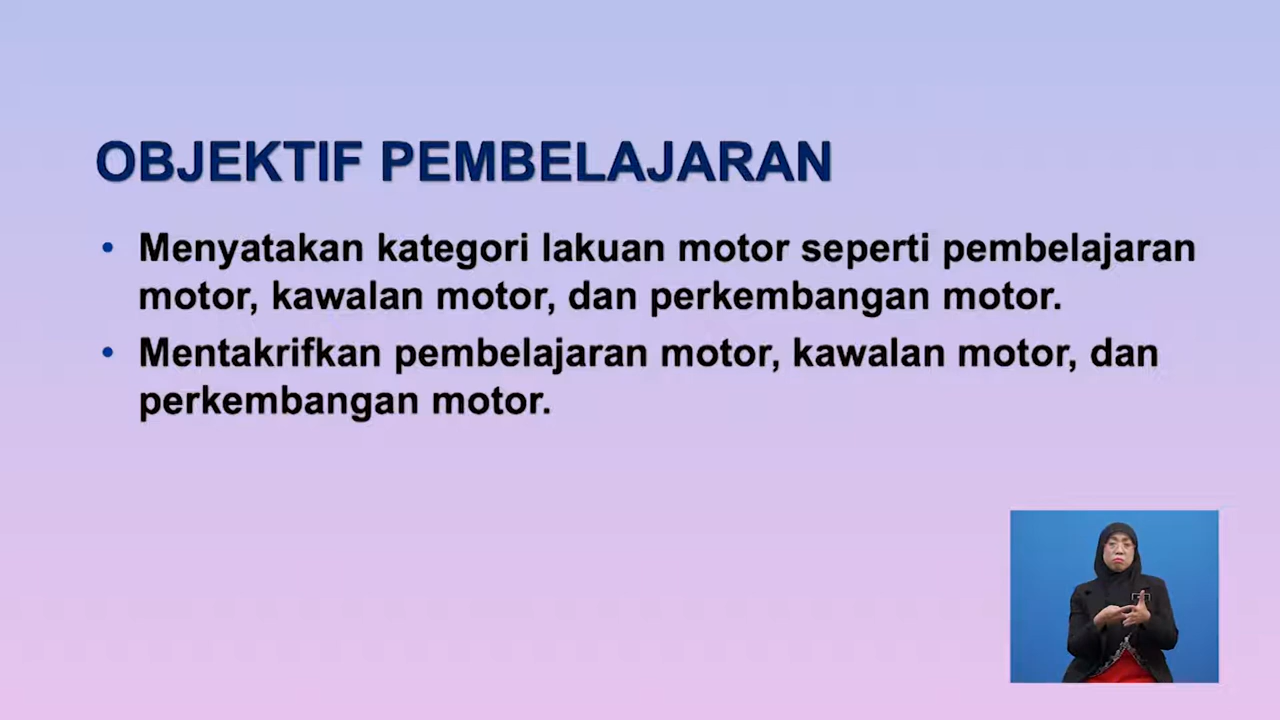 OBJEKTIF PEMBELAJARAN
• Menyatakan kategori lakuan motor seperti pembelajaran
motor, kawalan motor, dan perkembangan motor.
• Mentakrifkan pembelajaran motor, kawalan motor, dan
perkembangan motor.